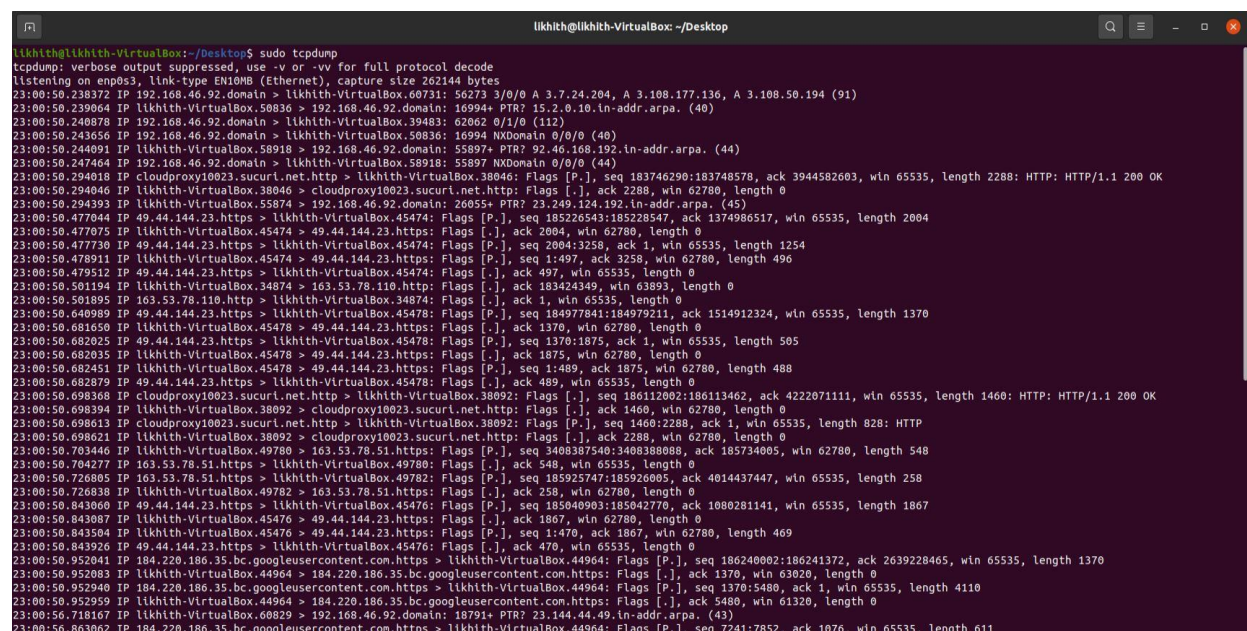 likhith@likhith-VirtualBox: ~/Desktop
likhith@likhith-VirtualBox:~/Desktop$ sudo tcpdump
tcpdump: verbose output suppressed, use -v or -vv for full protocol decode
listening on enp0s3, link-type EN10MB (Ethernet), capture size 262144 bytes
23:00:50.238372 IP 192.168.46.92.domain > likhith-VirtualBox.60731: 56273 3/0/0 A 3.7.24.204, A 3.108.177.136, A 3.108.50.194 (91)
23:00:50.239064 IP likhith-VirtualBox.50836 > 192.168.46.92.domain: 16994+ PTR? 15.2.0.10.in-addr.arpa. (40)
23:00:50.240878 IP 192.168.46.92.domain > likhith-VirtualBox.39483: 62062 0/1/0 (112)
23:00:50.243656 IP 192.168.46.92.domain > likhith-VirtualBox.50836: 16994 NXDomain 0/0/0 (40)
23:00:50.244091 IP likhith-VirtualBox.58918 > 192.168.46.92.domain: 55897+ PTR? 92.46.168.192.in-addr.arpa. (44)
23:00:50.247464 IP 192.168.46.92.domain > likhith-VirtualBox.58918: 55897 NXDomain 0/0/0 (44)
23:00:50.294018 IP cloudproxy10023.sucuri.net.http > likhith-VirtualBox.38046: Flags [P.], seq 183746290:183748578, ack 3944582603, win 65535, length 2288: HTTP: HTTP/1.1 200 OK
23:00:50.294046 IP likhith-VirtualBox.38046 > cloudproxy10023.sucuri.net.http: Flags [.], ack 2288, win 62780, length 0
23:00:50.294393 IP likhith-VirtualBox.55874 > 192.168.46.92.domain: 26055+ PTR? 23.249.124.192.in-addr.arpa. (45)
23:00:50.477044 IP 49.44.144.23.https > likhith-VirtualBox.45474: Flags [P.], seq 185226543:185228547, ack 1374986517, win 65535, length 2004
23:00:50.477075 IP likhith-VirtualBox.45474 > 49.44.144.23.https: Flags [.], ack 2004, win 62780, length 0
23:00:50.477730 IP 49.44.144.23.https > likhith-VirtualBox.45474: Flags [P.], seq 2004:3258, ack 1, win 65535, length 1254
23:00:50.478911 IP likhith-VirtualBox.45474 > 49.44.144.23.https: Flags [P.], seq 1:497, ack 3258, win 62780, length 496
23:00:50.479512 IP 49.44.144.23.https > likhith-VirtualBox.45474: Flags [.], ack 497, win 65535, length 0
23:00:50.501194 IP likhith-VirtualBox.34874 > 163.53.78.110.http: Flags [.], ack 183424349, win 63893, length 0
23:00:50.501895 IP 163.53.78.110.http > likhith-VirtualBox.34874: Flags [.], ack 1, win 65535, length 0
23:00:50.640989 IP 49.44.144.23.https > likhith-VirtualBox.45478: Flags [P.], seq 184977841:184979211, ack 1514912324, win 65535, length 1370
23:00:50.681650 IP likhith-VirtualBox.45478 > 49.44.144.23.https: Flags [.], ack 1370, win 62780, length 0
23:00:50.682025 IP 49.44.144.23.https > likhith-VirtualBox.45478: Flags [P.], seq 1370:1875, ack 1, win 65535, length 505
23:00:50.682035 IP likhith-VirtualBox.45478 > 49.44.144.23.https: Flags [.], ack 1875, win 62780, length 0
23:00:50.682451 IP likhith-VirtualBox.45478 > 49.44.144.23.https: Flags [P.], seq 1:489, ack 1875, win 62780, length 488
23:00:50.682879 IP 49.44.144.23.https > likhith-VirtualBox.45478: Flags [.], ack 489, win 65535, length 0
23:00:50.698368 IP cloudproxy10023.sucuri.net.http > likhith-VirtualBox.38092: Flags [.], seq 186112002:186113462, ack 4222071111, win 65535, length 1460: HTTP: HTTP/1.1 200 OK
23:00:50.698394 IP likhith-VirtualBox.38092 > cloudproxy10023.sucuri.net.http: Flags [.], ack 1460, win 62780, length 0
23:00:50.698613 IP cloudproxy10023.sucuri.net.http > likhith-VirtualBox.38092: Flags [P.], seq 1460:2288, ack 1, win 65535, length 828: HTTP
23:00:50.698621 IP likhith-VirtualBox.38092 > cloudproxy10023.sucuri.net.http: Flags [.], ack 2288, win 62780, length 0
23:00:50.703446 IP likhith-VirtualBox.49780 > 163.53.78.51.https: Flags [P.], seq 3408387540:3408388088, ack 185734005, win 62780, length 548
23:00:50.704277 IP 163.53.78.51.https > likhith-VirtualBox.49780: Flags [.], ack 548, win 65535, length 0
23:00:50.726805 IP 163.53.78.51.https > likhith-VirtualBox.49782: Flags [P.], seq 185925747:185926005, ack 4014437447, win 65535, length 258
23:00:50.726838 IP likhith-VirtualBox.49782 > 163.53.78.51.https: Flags [.], ack 258, win 62780, length 0
23:00:50.843060 IP 49.44.144.23.https > likhith-VirtualBox.45476: Flags [P.], seq 185040903:185042770, ack 1080281141, win 65535, length 1867
23:00:50.843087 IP likhith-VirtualBox.45476 > 49.44.144.23.https: Flags [.], ack 1867, win 62780, length 0
23:00:50.843504 IP likhith-VirtualBox.45476 > 49.44.144.23.https: Flags [P.], seq 1:470, ack 1867, win 62780, length 469
23:00:50.843926 IP 49.44.144.23.https > likhith-VirtualBox.45476: Flags [.], ack 470, win 65535, length 0
23:00:50.952041 IP 184.220.186.35.bc.googleusercontent.com.https > likhith-VirtualBox.44964: Flags [P.], seq 186240002:186241372, ack 2639228465, win 65535, length 1370
23:00:50.952083 IP likhith-VirtualBox.44964 > 184.220.186.35.bc.googleusercontent.com.https: Flags [.], ack 1370, win 63020, length 0
23:00:50.952940 IP 184.220.186.35.bc.googleusercontent.com.https > likhith-VirtualBox.44964: Flags [P.], seq 1370:5480, ack 1, win 65535, length 4110
23:00:50.952959 IP likhith-VirtualBox.44964 > 184.220.186.35.bc.googleusercontent.com.https: Flags [.], ack 5480, win 61320, length 0
23:00:56.718167 IP likhith-VirtualBox.60829 > 192.168.46.92.domain: 18791+ PTR? 23.144.44.49.in-addr.arpa. (43)
23:00:56.863062 IP 184.220.186.35.bc.googleusercontent.com.https > likhith-VirtualBox.44964: Flags [P.], seq 7241:7852, ack 1076, win 65535, length 611